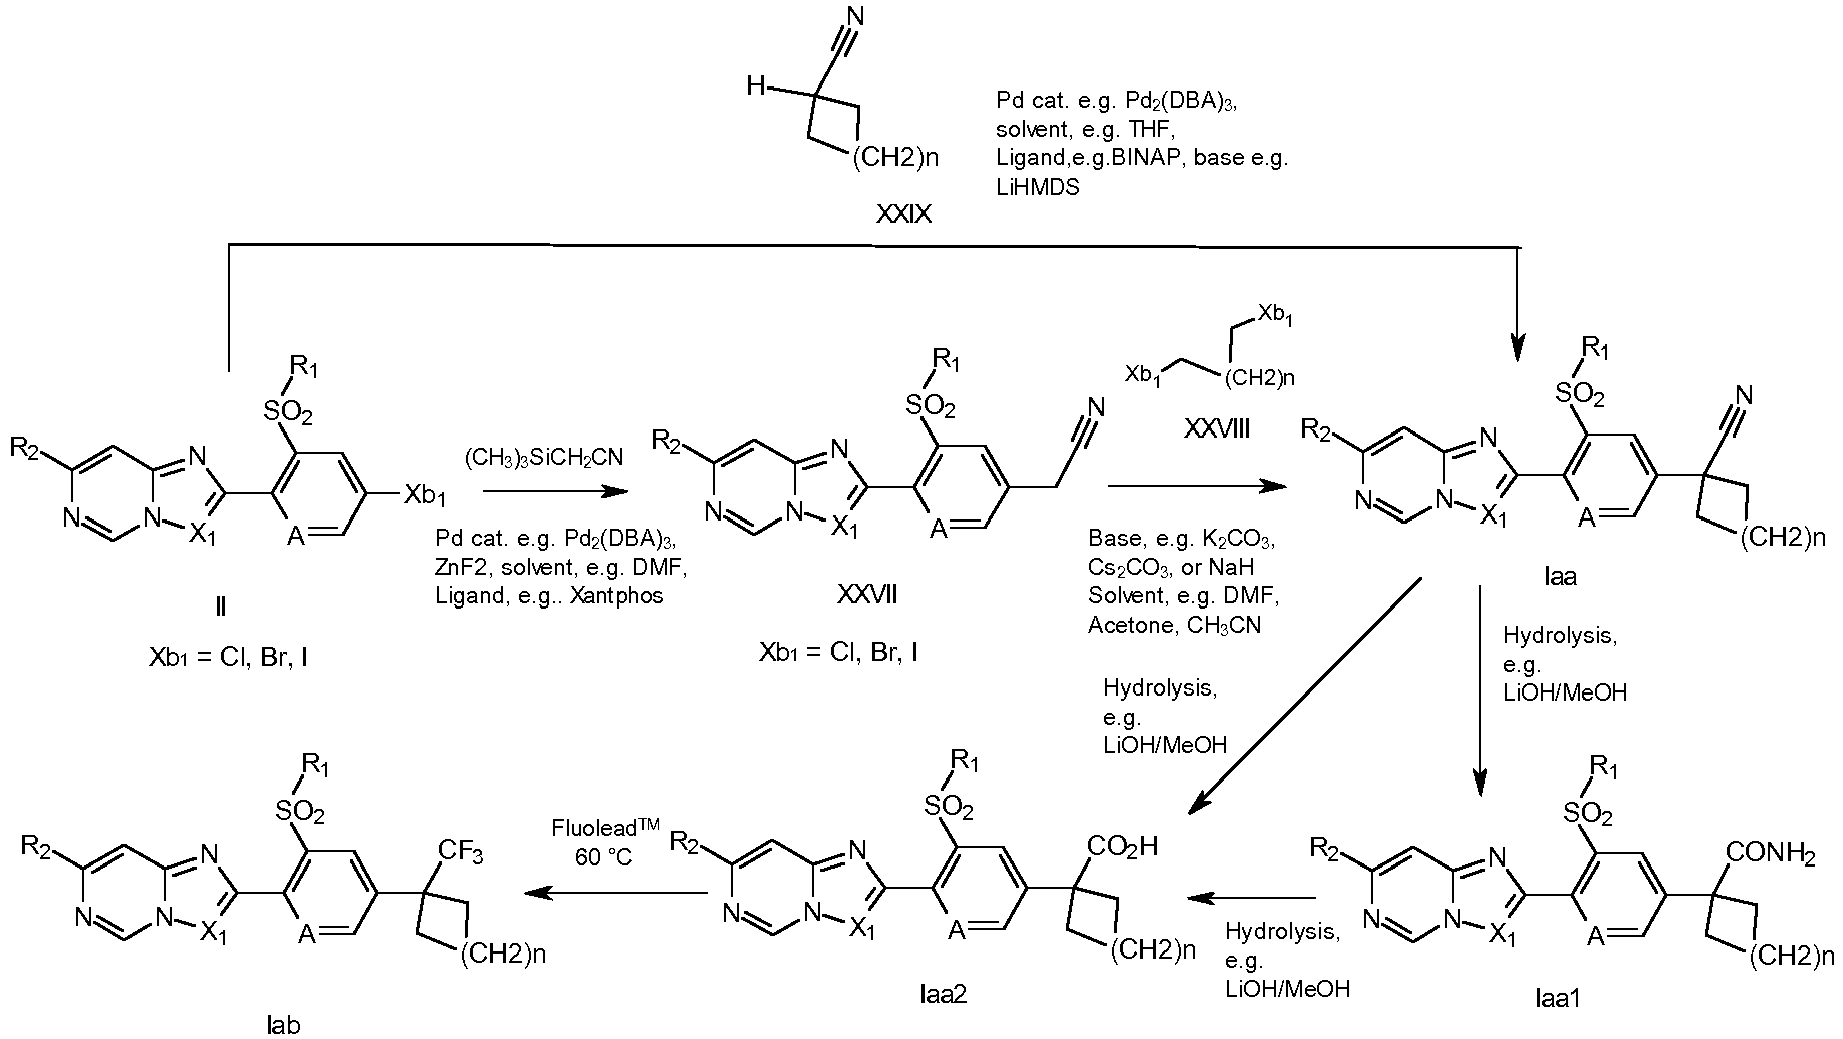 N
H
(CH2)n
XXIX
Pd cat. e.g. Pd2(DBA)3,
solvent, e.g. THF,
Ligand,e.g.BINAP, base e.g.
LiHMDS
R1
SO2
R2
N
N
N
X1
A
Xb1
II
Xb1 = Cl, Br, I
(CH3)3SiCH2CN
Pd cat. e.g. Pd2(DBA)3,
ZnF2, solvent, e.g. DMF,
Ligand, e.g.. Xantphos
R1
SO2
R2
N
N
N
X1
A
N
XXVII
Xb1 = Cl, Br, I
Xb1
Xb1
(CH2)n
XXVIII
Base, e.g. K2CO3,
Cs2CO3, or NaH
Solvent, e.g. DMF,
Acetone, CH3CN
R1
SO2
R2
N
N
N
X1
A
N
(CH2)n
Iaa
Hydrolysis,
e.g.
LiOH/MeOH
Hydrolysis,
e.g.
LiOH/MeOH
R1
SO2
R2
N
N
N
X1
A
CF3
(CH2)n
Iab
FluoleadTM
60 °C
R1
SO2
R2
N
N
N
X1
A
CO2H
(CH2)n
Iaa2
Hydrolysis,
e.g.
LiOH/MeOH
R1
SO2
R2
N
N
N
X1
A
CONH2
(CH2)n
Iaa1